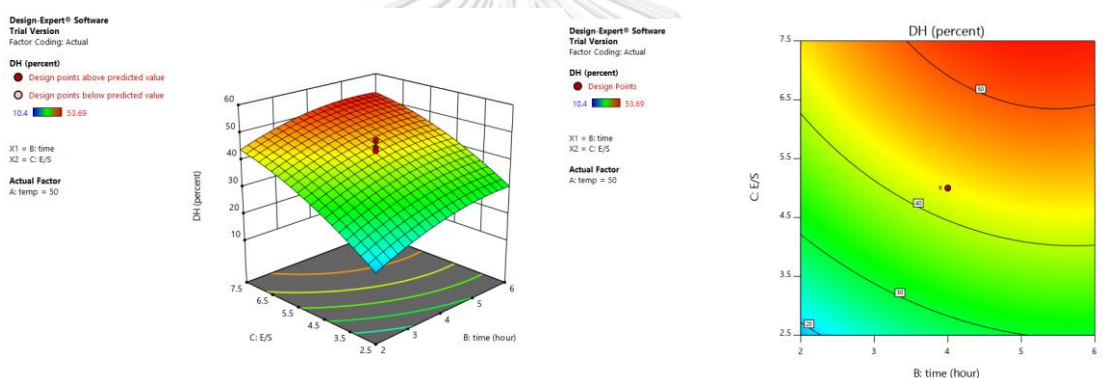 Design-Expert® Software
Trial Version
Factor Coding: Actual
DH (percent)
Design points above predicted value
Design points below predicted value
10.4 53.69
X1 = B: time
X2 = C: E/S
Actual Factor
A: temp = 50
DH (percent)
60
50
40
30
20
10
7.5
6.5
5.5
4.5
3.5
2.5
2
3
4
5
6
C: E/S
B: time (hour)
Design-Expert® Software
Trial Version
Factor Coding: Actual
DH (percent)
Design Points
10.4 53.69
X1 = B: time
X2 = C: E/S
Actual Factor
A: temp = 50
DH (percent)
7.5
6.5
5.5
4.5
3.5
2.5
C: E/S
50
40
30
20
2 3 4 5 6
B: time (hour)